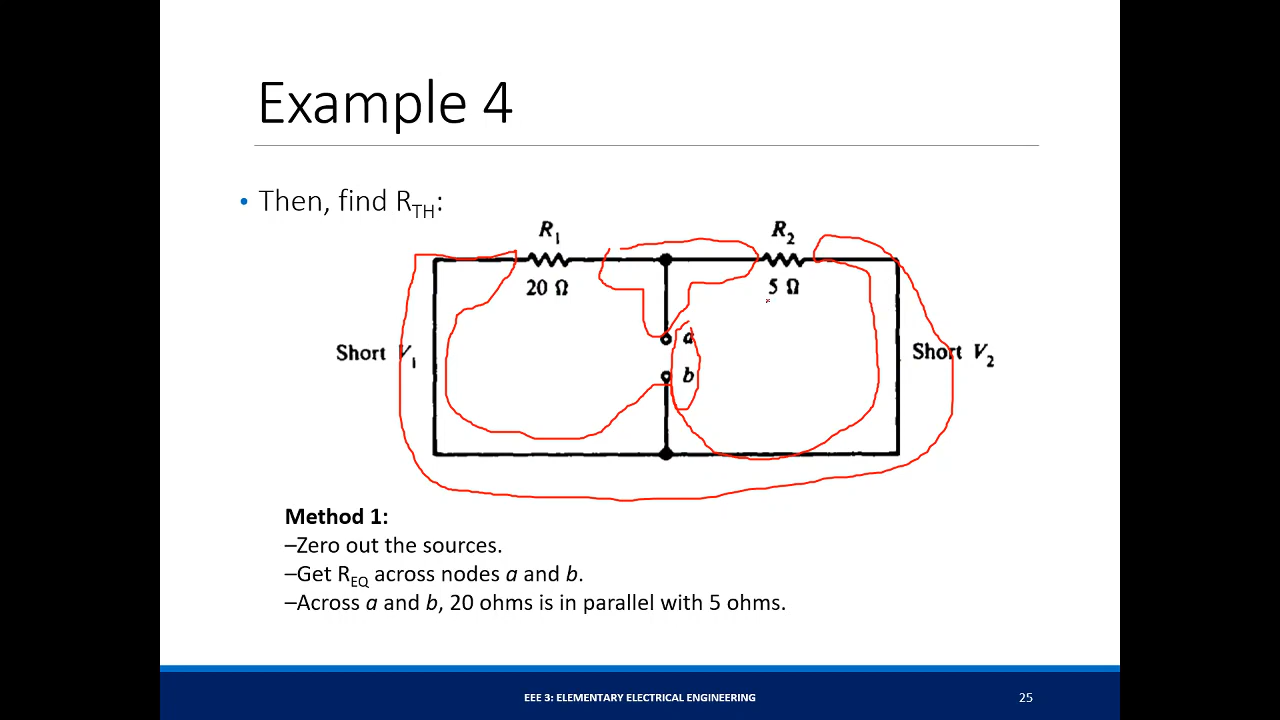 Example 4
• Then, find RTH:
R1
R2
20 Ω
5 Ω
a
Short V1
Short V2
b
Method 1:
–Zero out the sources.
–Get REQ across nodes a and b.
–Across a and b, 20 ohms is in parallel with 5 ohms.
EEE 3: ELEMENTARY ELECTRICAL ENGINEERING
25